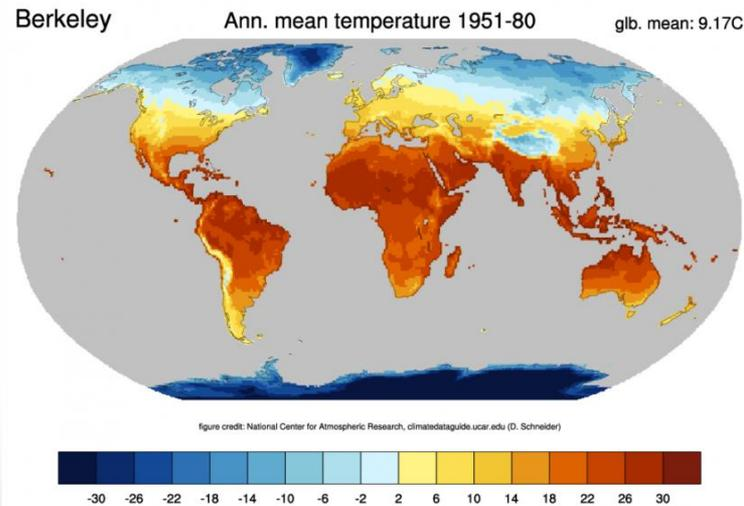 Berkeley Ann. mean temperature 1951-80 glb. mean: 9.17C
figure credit: National Center for Atmospheric Research, climatedataguide.ucar.edu (D. Schneider)
-30 -26 -22 -18 -14 -10 -6 -2 2 6 10 14 18 22 26 30